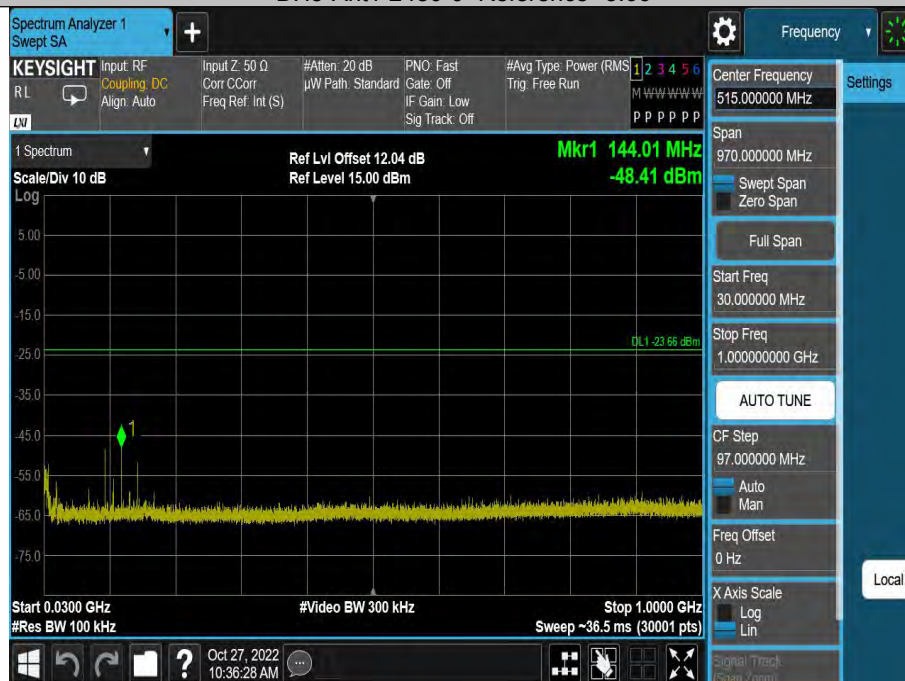 Spectrum Analyzer 1
Swept SA
Frequency
KEYSIGHT
RL
LXI
Input: RF
Coupling: DC
Align: Auto
Input Z: 50 Ω
Corr CCorr
Freq Ref: Int (S)
#Atten: 20 dB
µW Path: Standard
PNO: Fast
Gate: Off
IF Gain: Low
Sig Track: Off
#Avg Type: Power (RMS
Trig: Free Run
1 2 3 4 5 6
M W W W W W
P P P P P P
1 Spectrum
Scale/Div 10 dB
Log
Ref Lvl Offset 12.04 dB
Ref Level 15.00 dBm
Mkr1 144.01 MHz
-48.41 dBm
5.00
-5.00
-15.0
DL1 -23.66 dBm
-25.0
-35.0
1
-45.0
-55.0
-65.0
-75.0
Start 0.0300 GHz
#Res BW 100 kHz
#Video BW 300 kHz
Stop 1.0000 GHz
Sweep ~36.5 ms (30001 pts)
Oct 27, 2022
10:36:28 AM
?
Center Frequency
515.000000 MHz
Span
970.000000 MHz
Swept Span
Zero Span
Full Span
Start Freq
30.000000 MHz
Stop Freq
1.000000000 GHz
AUTO TUNE
CF Step
97.000000 MHz
Auto
Man
Freq Offset
0 Hz
X Axis Scale
Log
Lin
Signal Track
(Span Zoom)
Settings
Local